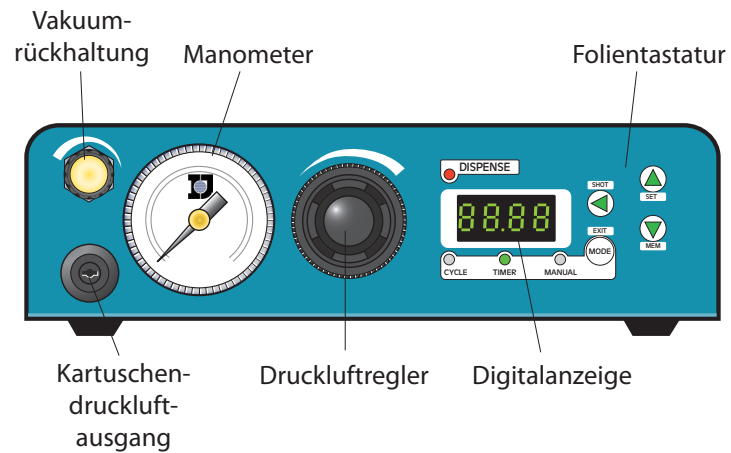 Vakuum-
rückhaltung
Manometer
Folientastatur
DISPENSE
SHOT
SET
88.88
EXIT
MODE
MEM
CYCLE
TIMER
MANUAL
Kartuschen-
druckluft-
ausgang
Druckluftregler
Digitalanzeige